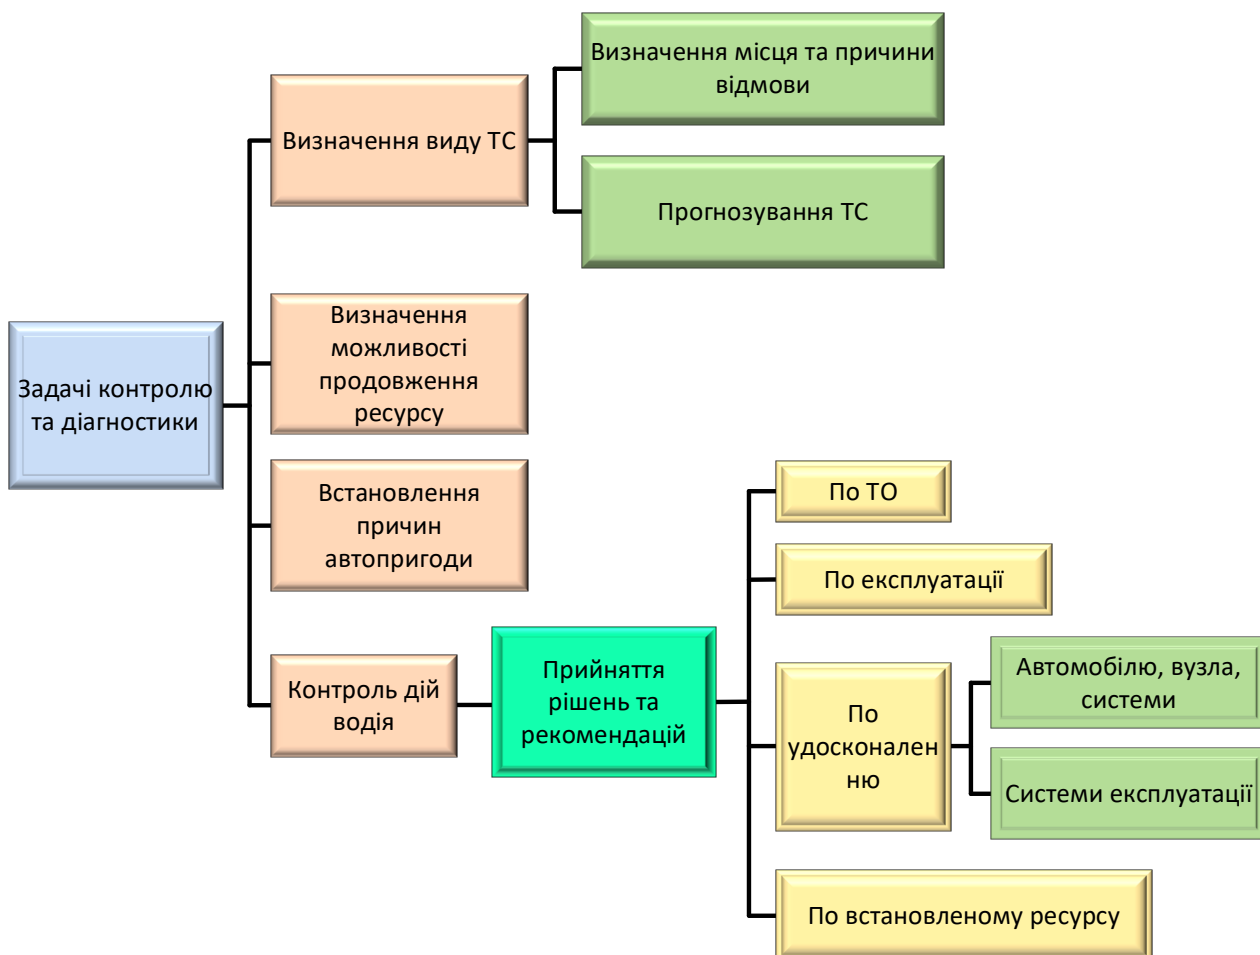 Визначення місця та причини
відмови
Визначення виду ТС
Прогнозування ТС
Визначення
можливості
продовження
ресурсу
Задачі контролю
та діагностики
Встановлення
причин
автопригоди
По ТО
По експлуатації
Контроль дій
водія
Прийняття
рішень та
рекомендацій
По
удосконален
ню
Автомобілю, вузла,
системи
Системи експлуатації
По встановленому ресурсу